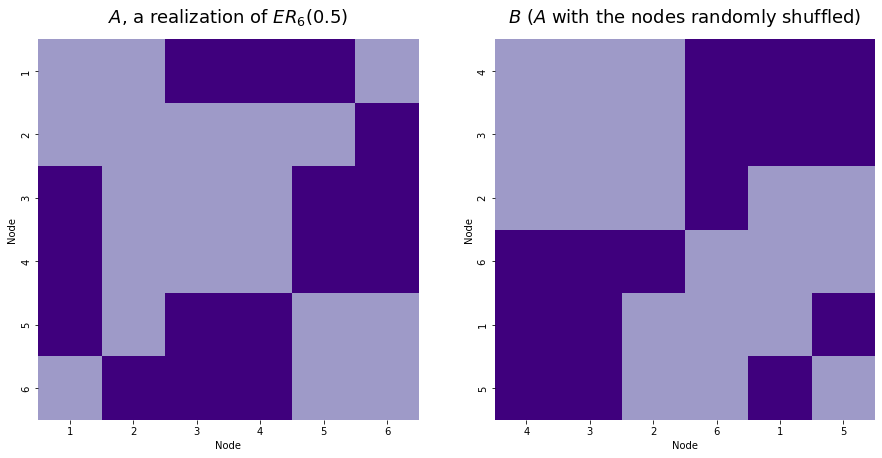 A, a realization of ER₆(0.5)
Node
1
2
3
4
5
6
1 2 3 4 5 6
Node
B (A with the nodes randomly shuffled)
Node
4
3
2
6
1
5
4 3 2 6 1 5
Node